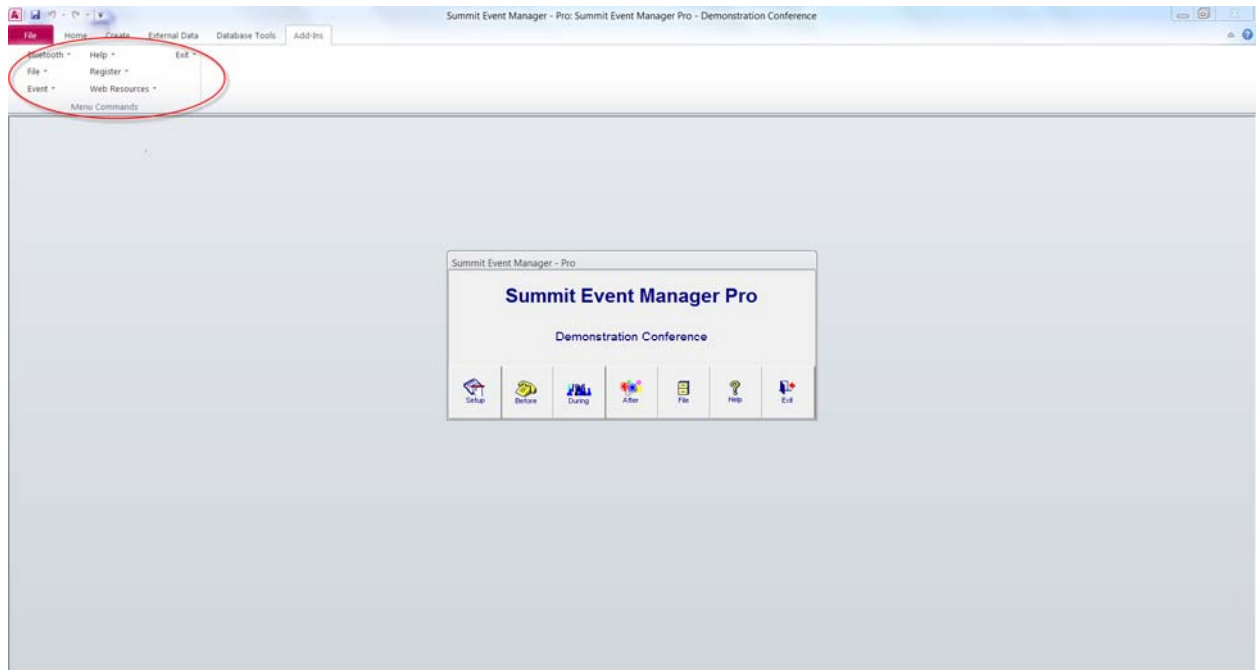 A
Summit Event Manager - Pro: Summit Event Manager Pro - Demonstration Conference
File Home Create External Data Database Tools Add-Ins
Bluetooth Help Exit
File Register
Event Web Resources
Menu Commands
Summit Event Manager - Pro
Summit Event Manager Pro
Demonstration Conference
Setup Before During After File Help Exit